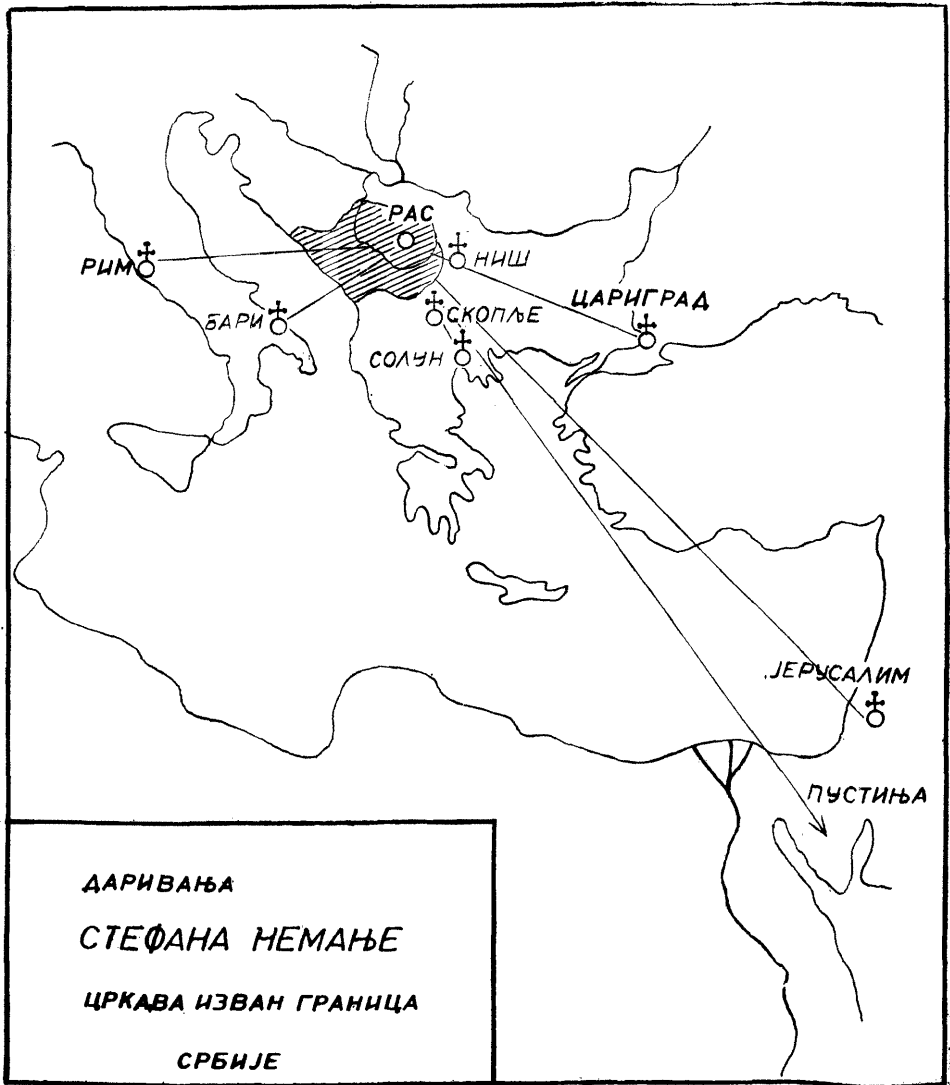 РАС
НИШ
РИМ
ЦАРИГРАД
БАРИ
СКОПЉЕ
СОЛУН
ЈЕРУСАЛИМ
ПУСТИЊА
ДАРИВАЊА
СТЕФАНА НЕМАЊЕ
ЦРКАВА ИЗВАН ГРАНИЦА
СРБИЈЕ